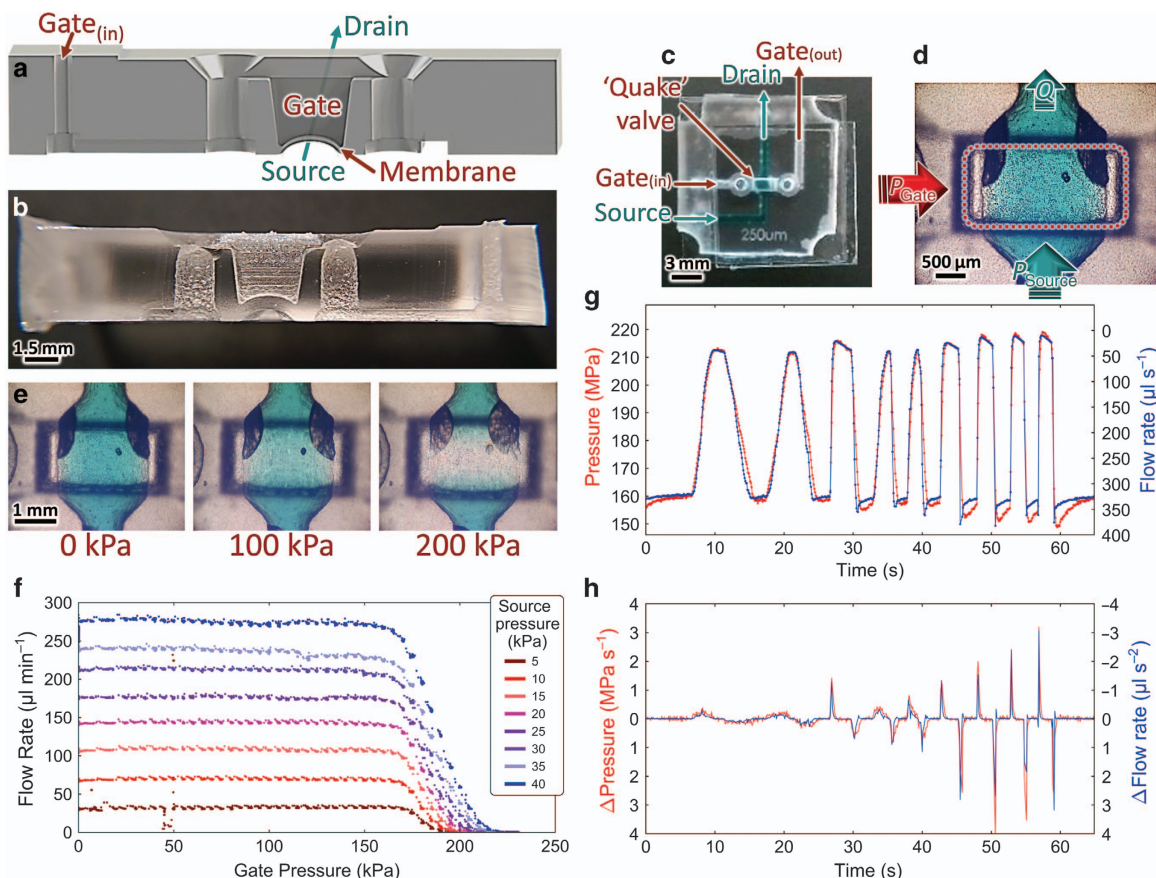 a
Gate(in)
Drain
Gate
Source
Membrane
b
1.5 mm
c
Gate(out)
Drain
'Quake'
valve
Gate(in)
Source
250um
3 mm
d
Q
PGate
PSource
500 μm
e
1 mm
0 kPa
100 kPa
200 kPa
f
Flow Rate (μl min−1)
300
250
200
150
100
50
0
0
50
100
150
200
250
Gate Pressure (kPa)
Source
pressure
(kPa)
5
10
15
20
25
30
35
40
g
Pressure (MPa)
220
210
200
190
180
170
160
150
0
50
100
150
200
250
300
350
400
Flow rate (μl s−1)
0
10
20
30
40
50
60
Time (s)
h
ΔPressure (MPa s−1)
4
3
2
1
0
1
2
3
4
−4
−3
−2
−1
0
1
2
3
4
ΔFlow rate (μl s−2)
0
10
20
30
40
50
60
Time (s)